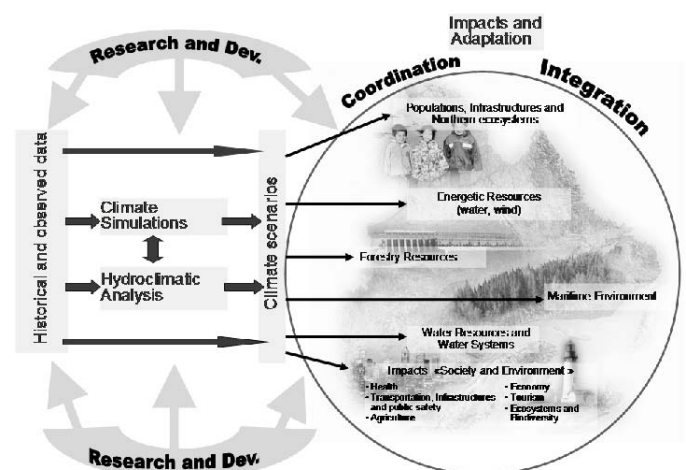 Impacts and
Adaptation
Research and Dev.
Coordination
Integration
Historical and observed data
Climate
Simulations
Hydroclimatic
Analysis
Climate scenarios
Populations, Infrastructures and
Northern ecosystems
Energetic Resources
(water, wind)
Forestry Resources
Maritime Environment
Water Resources and
Water Systems
Impacts «Society and Environment »
- Health
- Transportation, Infrastructures
and public safety
- Agriculture
- Economy
- Tourism
- Ecosystems and
Biodiversity
Research and Dev.